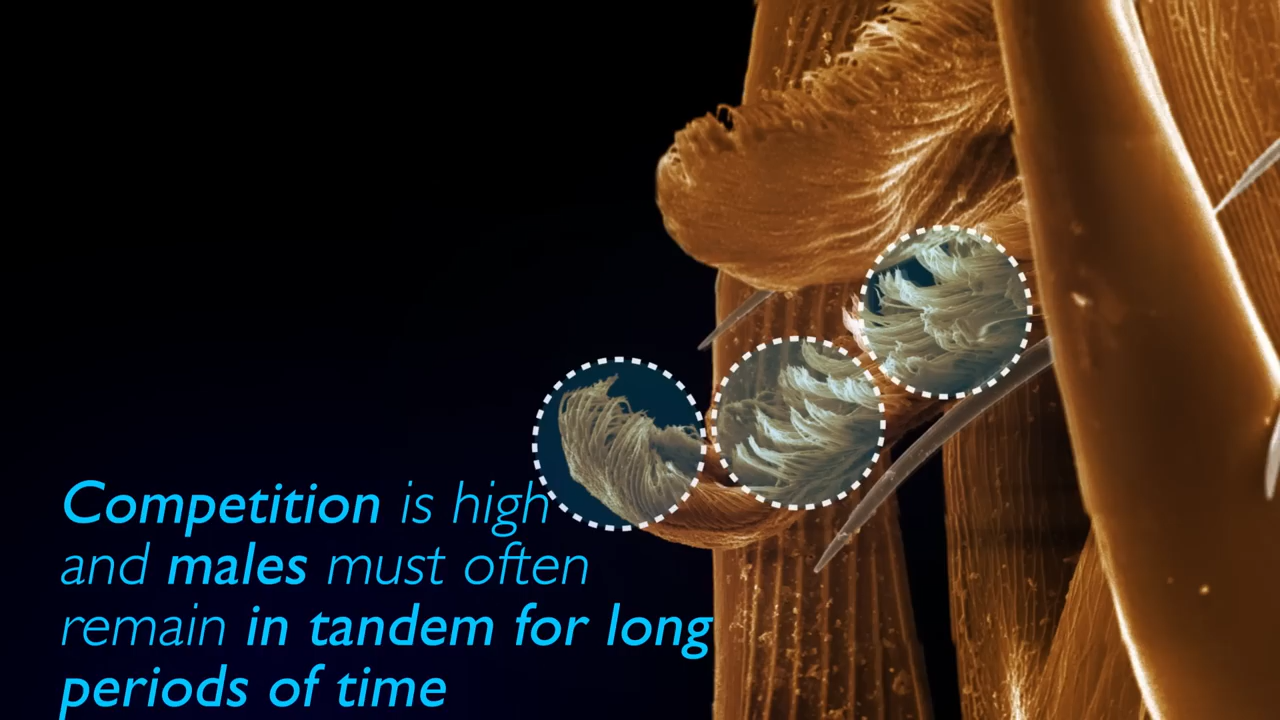 Competition is high
and males must often
remain in tandem for long
periods of time